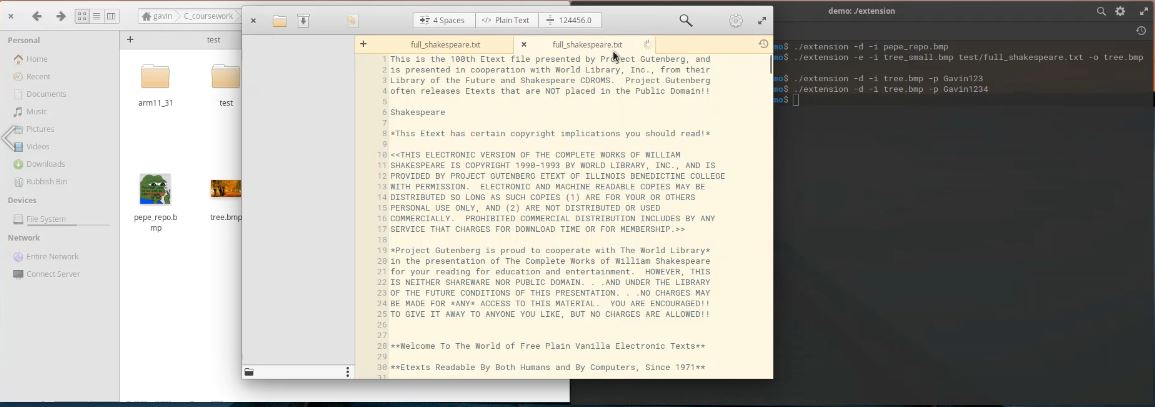 gavin
C_coursework
Personal
Home
Recent
Documents
Music
Pictures
Videos
Downloads
Rubbish Bin
Devices
File System
Network
Entire Network
Connect Server
+
test
arm11_31
test
pepe_repo.b
mp
tree.bmp
4 Spaces
</> Plain Text
124456.0
+
full_shakespeare.txt
× full_shakespeare.txt
1 This is the 100th Etext file presented by Project Gutenberg, and
2 is presented in cooperation with World Library, Inc., from their
3 Library of the Future and Shakespeare CDROMS.  Project Gutenberg
4 often releases Etexts that are NOT placed in the Public Domain!!
5
6 Shakespeare
7
8 *This Etext has certain copyright implications you should read!*
9
10 <<THIS ELECTRONIC VERSION OF THE COMPLETE WORKS OF WILLIAM
11 SHAKESPEARE IS COPYRIGHT 1990-1993 BY WORLD LIBRARY, INC., AND IS
12 PROVIDED BY PROJECT GUTENBERG ETEXT OF ILLINOIS BENEDICTINE COLLEGE
13 WITH PERMISSION.  ELECTRONIC AND MACHINE READABLE COPIES MAY BE
14 DISTRIBUTED SO LONG AS SUCH COPIES (1) ARE FOR YOUR OR OTHERS
15 PERSONAL USE ONLY, AND (2) ARE NOT DISTRIBUTED OR USED
16 COMMERCIALLY.  PROHIBITED COMMERCIAL DISTRIBUTION INCLUDES BY ANY
17 SERVICE THAT CHARGES FOR DOWNLOAD TIME OR FOR MEMBERSHIP.>>
18
19 *Project Gutenberg is proud to cooperate with The World Library*
20 in the presentation of The Complete Works of William Shakespeare
21 for your reading for education and entertainment.  HOWEVER, THIS
22 IS NEITHER SHAREWARE NOR PUBLIC DOMAIN. . .AND UNDER THE LIBRARY
23 OF THE FUTURE CONDITIONS OF THIS PRESENTATION. . .NO CHARGES MAY
24 BE MADE FOR *ANY* ACCESS TO THIS MATERIAL.  YOU ARE ENCOURAGED!!
25 TO GIVE IT AWAY TO ANYONE YOU LIKE, BUT NO CHARGES ARE ALLOWED!!
26
27
28 **Welcome To The World of Free Plain Vanilla Electronic Texts**
29
30 **Etexts Readable By Both Humans and By Computers, Since 1971**
31
demo: ./extension
mo$ ./extension -d -i pepe_repo.bmp
mo$ ./extension -e -i tree_small.bmp test/full_shakespeare.txt -o tree.bmp
mo$ ./extension -d -i tree.bmp -p Gavin123
mo$ ./extension -d -i tree.bmp -p Gavin1234
mo$